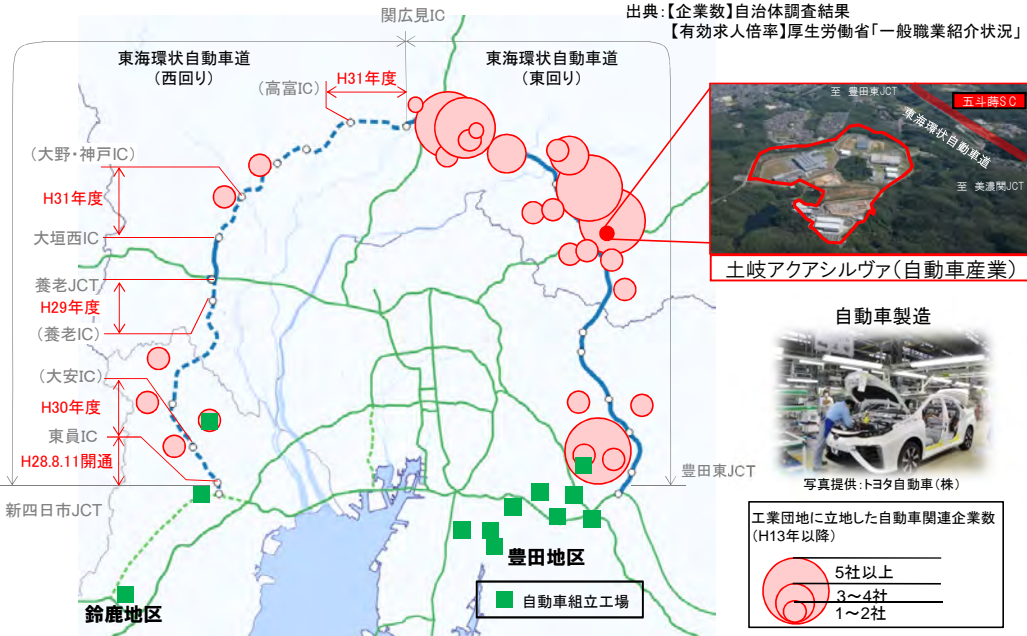 関広見IC
出典:【企業数】自治体調査結果
【有効求人倍率】厚生労働省「一般職業紹介状況」
東海環状自動車道
(西回り)
東海環状自動車道
(東回り)
(高富IC)
H31年度
至 豊田東JCT
五斗蒔SC
東海環状自動車道
至 美濃関JCT
土岐アクアシルヴァ(自動車産業)
(大野・神戸IC)
H31年度
大垣西IC
養老JCT
H29年度
(養老IC)
(大安IC)
H30年度
東員IC
H28.8.11開通
新四日市JCT
豊田東JCT
自動車製造
写真提供:トヨタ自動車(株)
工業団地に立地した自動車関連企業数
(H13年以降)
5社以上
3~4社
1~2社
豊田地区
鈴鹿地区
自動車組立工場